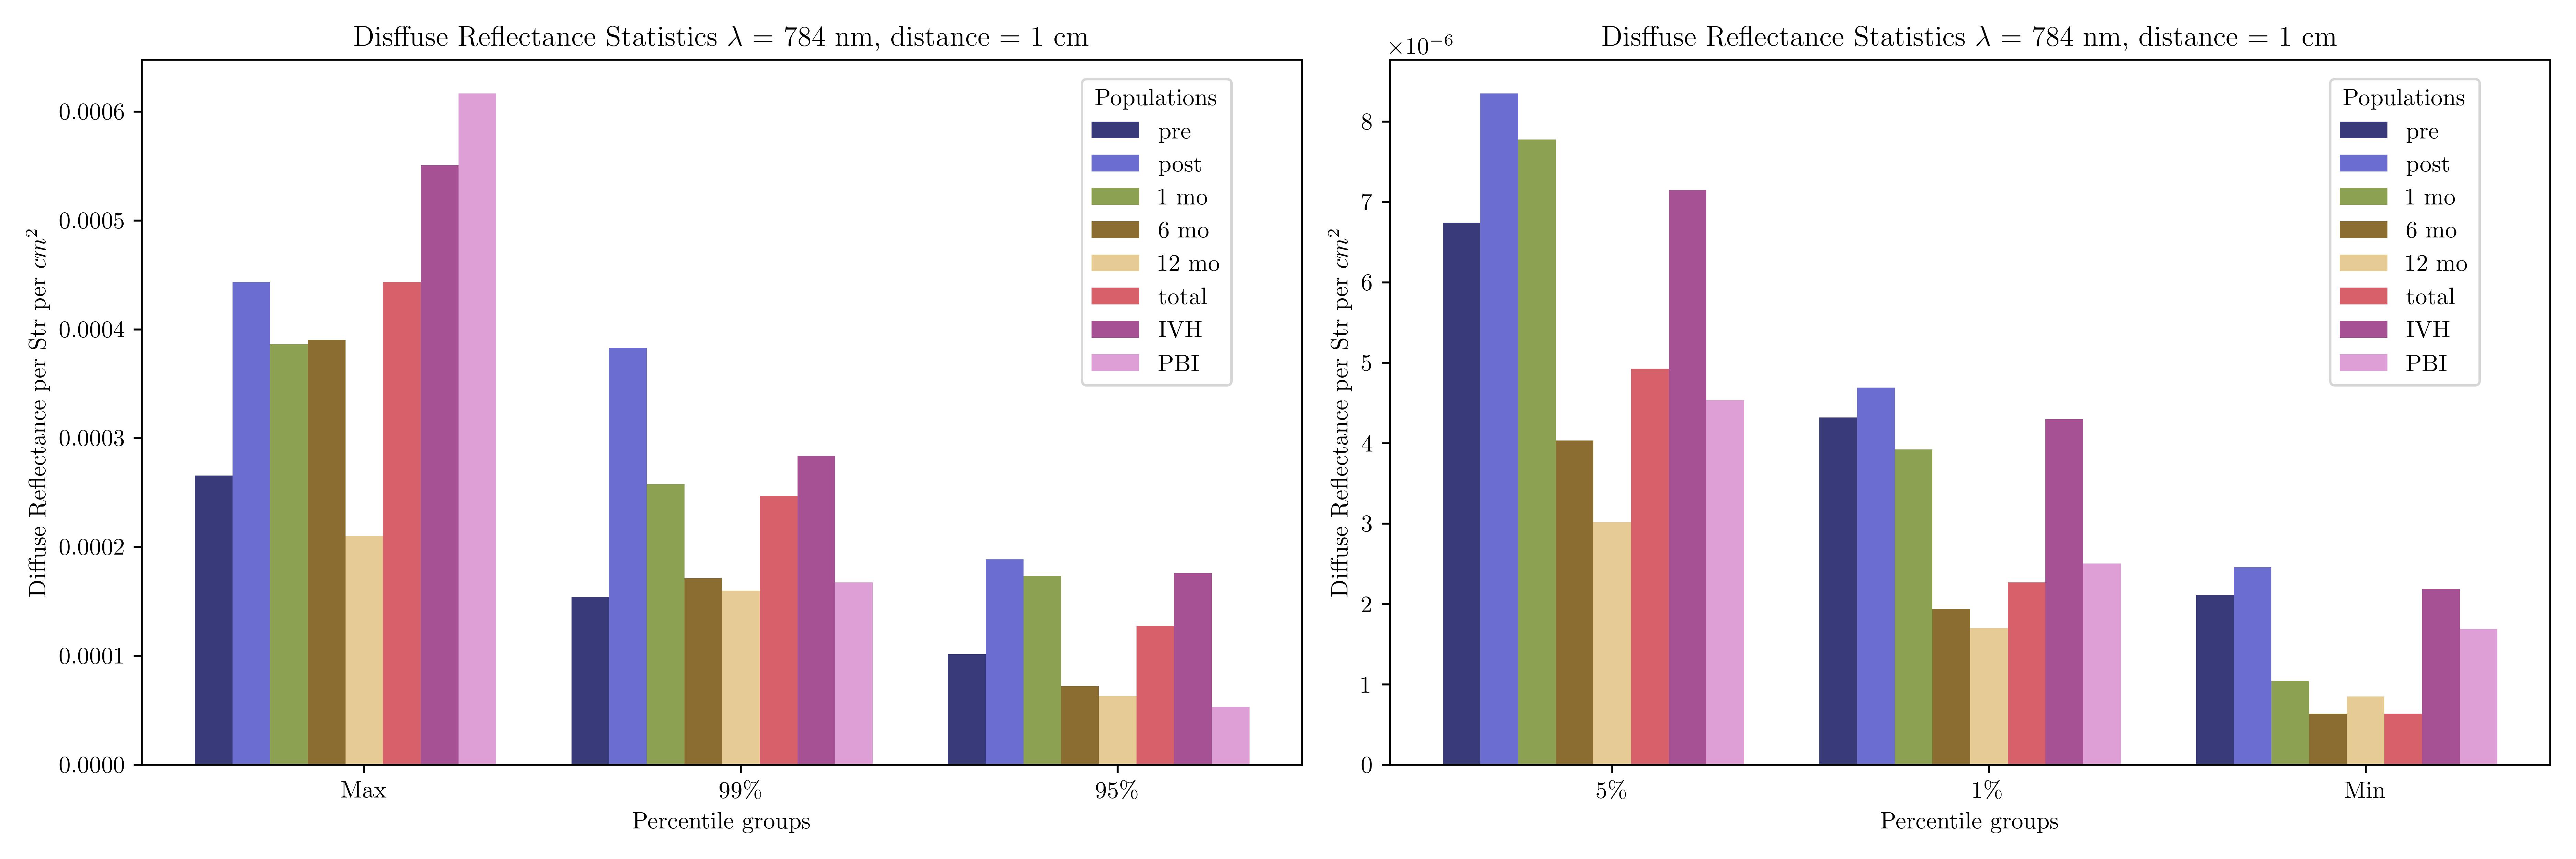 Disffuse Reflectance Statistics λ = 784 nm, distance = 1 cm
Diffuse Reflectance per Str per cm²
0.0006
0.0005
0.0004
0.0003
0.0002
0.0001
0.0000
Populations
pre
post
1 mo
6 mo
12 mo
total
IVH
PBI
Max 99% 95%
Percentile groups
Disffuse Reflectance Statistics λ = 784 nm, distance = 1 cm
×10⁻⁶
Diffuse Reflectance per Str per cm²
8
7
6
5
4
3
2
1
0
Populations
pre
post
1 mo
6 mo
12 mo
total
IVH
PBI
5% 1% Min
Percentile groups